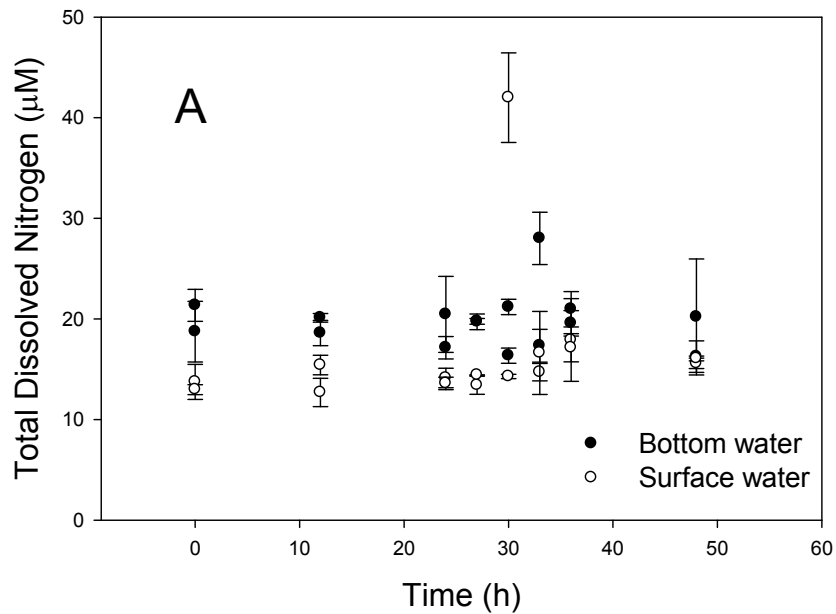 Total Dissolved Nitrogen (μM)
50
40
30
20
10
0
A
Bottom water
Surface water
0 10 20 30 40 50 60
Time (h)